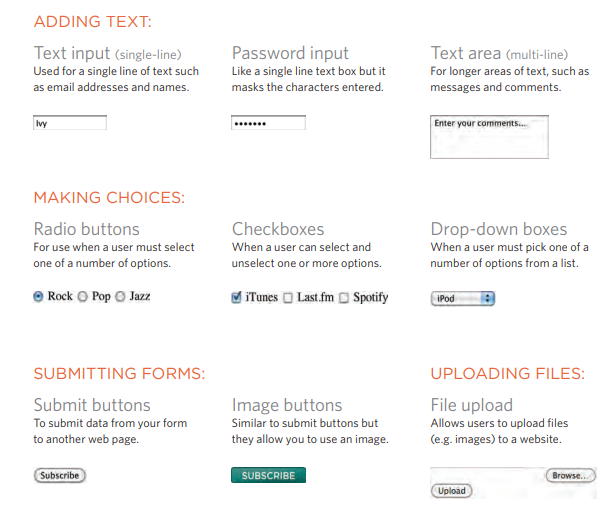 ADDING TEXT:
Text input (single-line)
Used for a single line of text such
as email addresses and names.
Ivy
Password input
Like a single line text box but it
masks the characters entered.
•••••••
Text area (multi-line)
For longer areas of text, such as
messages and comments.
Enter your comments...
MAKING CHOICES:
Radio buttons
For use when a user must select
one of a number of options.
Rock Pop Jazz
Checkboxes
When a user can select and
unselect one or more options.
iTunes Last.fm Spotify
Drop-down boxes
When a user must pick one of a
number of options from a list.
iPod
SUBMITTING FORMS:
Submit buttons
To submit data from your form
to another web page.
Subscribe
Image buttons
Similar to submit buttons but
they allow you to use an image.
SUBSCRIBE
UPLOADING FILES:
File upload
Allows users to upload files
(e.g. images) to a website.
Browse...
Upload